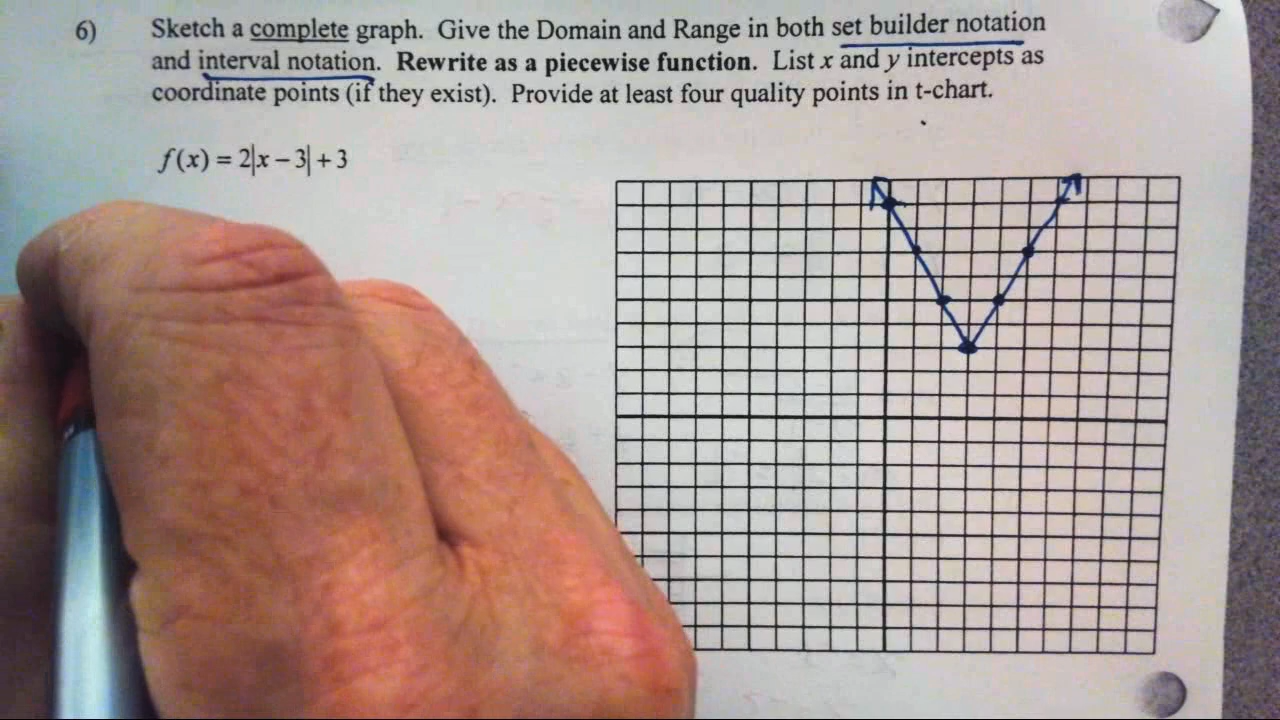 6) Sketch a complete graph. Give the Domain and Range in both set builder notation
and interval notation. Rewrite as a piecewise function. List x and y intercepts as
coordinate points (if they exist). Provide at least four quality points in t-chart.
f(x) = 2|x − 3| + 3